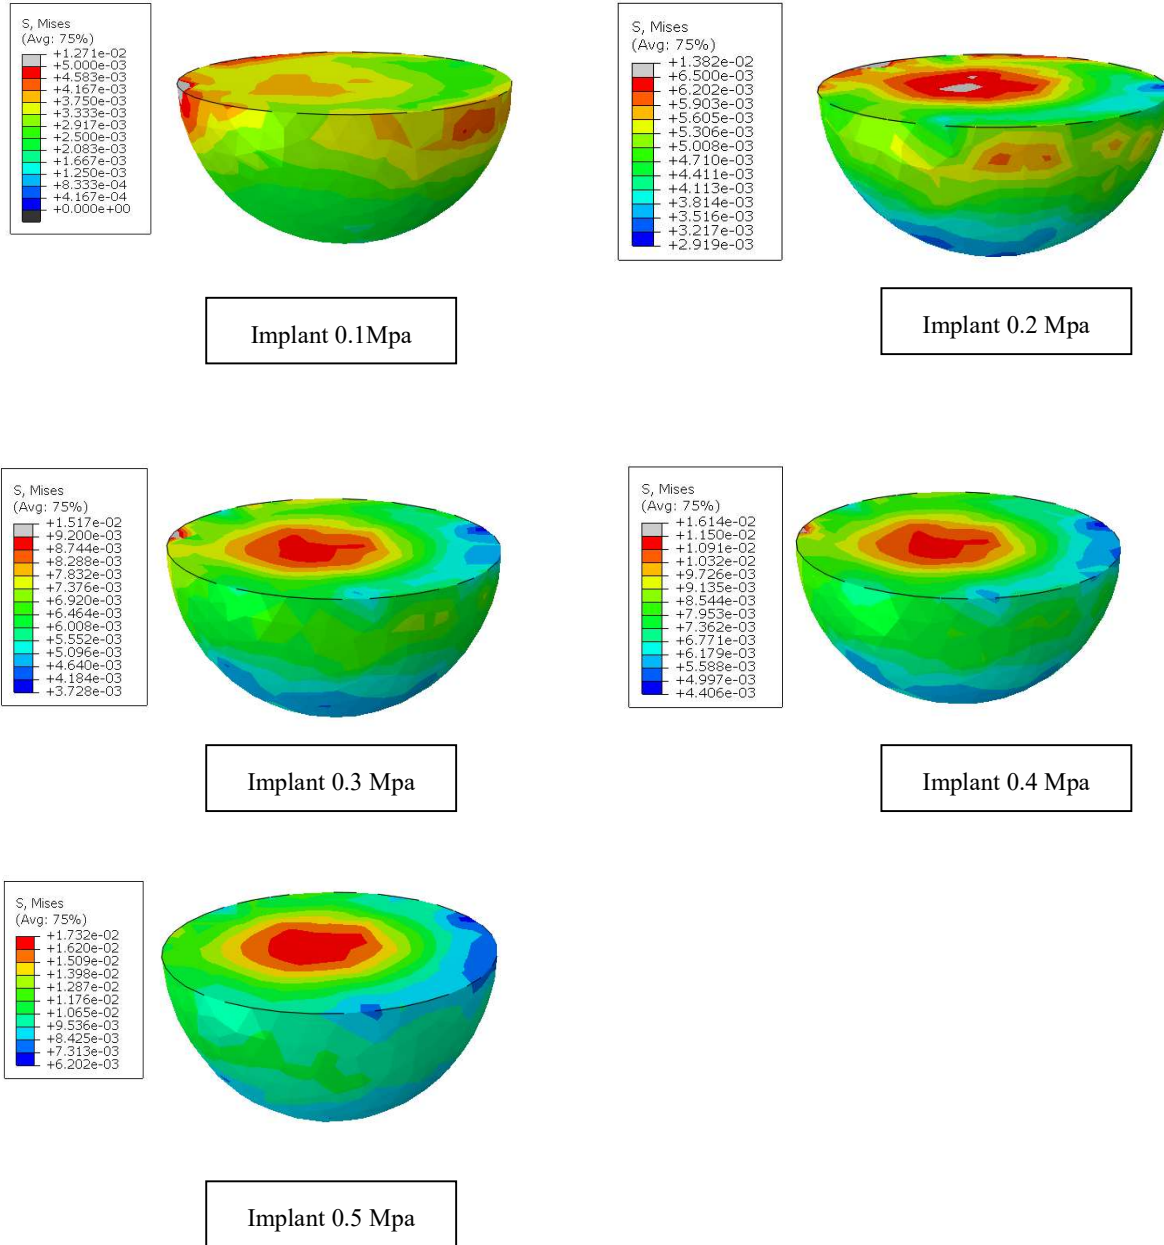 S, Mises
(Avg: 75%)
+1.271e-02
+5.000e-03
+4.583e-03
+4.167e-03
+3.750e-03
+3.333e-03
+2.917e-03
+2.500e-03
+2.083e-03
+1.667e-03
+1.250e-03
+8.333e-04
+4.167e-04
+0.000e+00
Implant 0.1Mpa
S, Mises
(Avg: 75%)
+1.382e-02
+6.500e-03
+6.202e-03
+5.903e-03
+5.605e-03
+5.306e-03
+5.008e-03
+4.710e-03
+4.411e-03
+4.113e-03
+3.814e-03
+3.516e-03
+3.217e-03
+2.919e-03
Implant 0.2 Mpa
S, Mises
(Avg: 75%)
+1.517e-02
+9.200e-03
+8.744e-03
+8.288e-03
+7.832e-03
+7.376e-03
+6.920e-03
+6.464e-03
+6.008e-03
+5.552e-03
+5.096e-03
+4.640e-03
+4.184e-03
+3.728e-03
Implant 0.3 Mpa
S, Mises
(Avg: 75%)
+1.614e-02
+1.150e-02
+1.091e-02
+1.032e-02
+9.726e-03
+9.135e-03
+8.544e-03
+7.953e-03
+7.362e-03
+6.771e-03
+6.179e-03
+5.588e-03
+4.997e-03
+4.406e-03
Implant 0.4 Mpa
S, Mises
(Avg: 75%)
+1.732e-02
+1.620e-02
+1.509e-02
+1.398e-02
+1.287e-02
+1.176e-02
+1.065e-02
+9.536e-03
+8.425e-03
+7.313e-03
+6.202e-03
Implant 0.5 Mpa